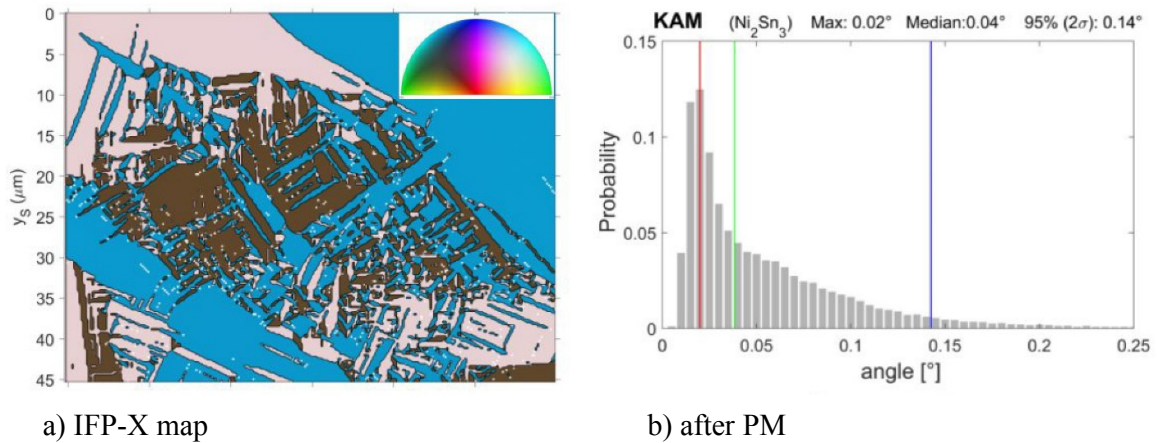 0
5
10
15
20
25
30
35
40
45
yS (μm)
a) IFP-X map
KAM (Ni2Sn3) Max: 0.02° Median:0.04° 95% (2σ): 0.14°
0.15
0.1
0.05
0
Probability
0 0.05 0.1 0.15 0.2 0.25
angle [°]
b) after PM